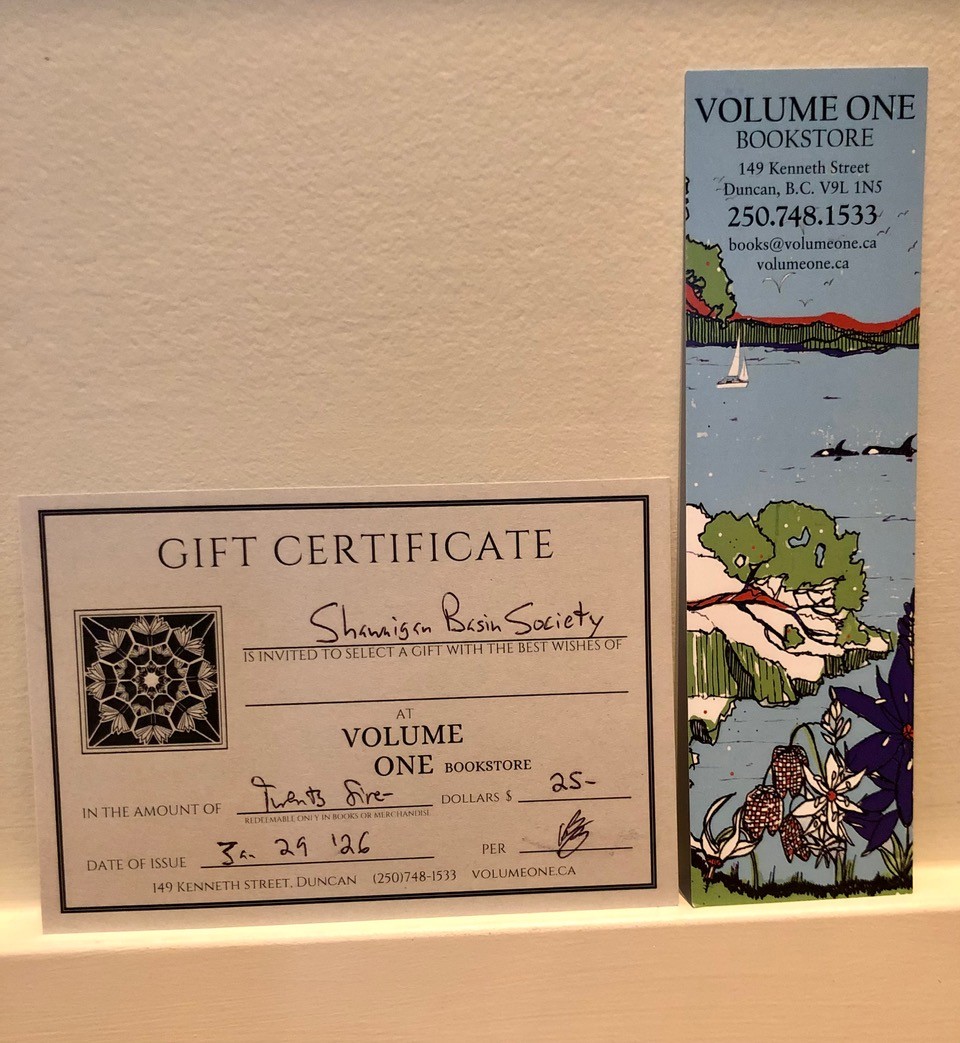 VOLUME ONE
BOOKSTORE
149 Kenneth Street
Duncan, B.C. V9L 1N5
250.748.1533
books@volumeone.ca
volumeone.ca
GIFT CERTIFICATE
Shawnigan Basin Society
IS INVITED TO SELECT A GIFT WITH THE BEST WISHES OF
AT
VOLUME
ONE BOOKSTORE
IN THE AMOUNT OF Twenty five- DOLLARS $ 25-
REDEEMABLE ONLY IN BOOKS OR MERCHANDISE
DATE OF ISSUE Jan 29 '26 PER
149 KENNETH STREET, DUNCAN (250)748-1533 VOLUMEONE.CA